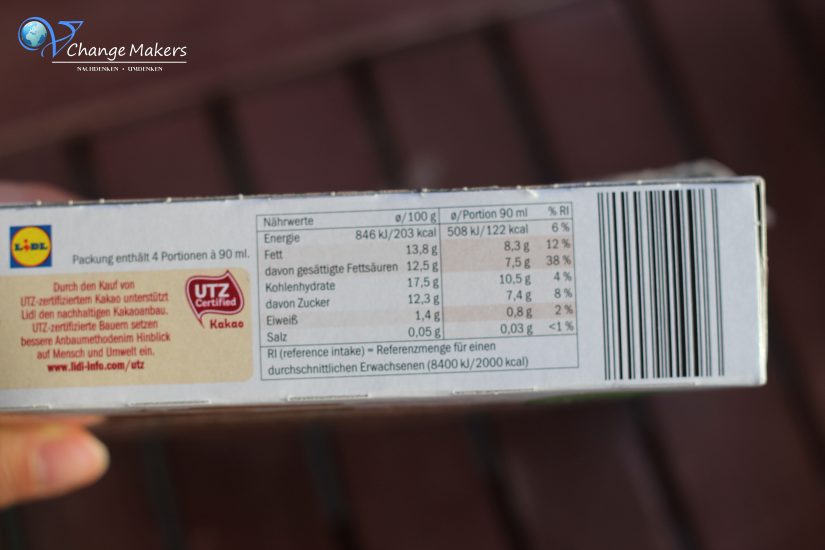 Change Makers
NACHDENKEN • UMDENKEN
LIDL
Packung enthält 4 Portionen à 90 ml.
Durch den Kauf von
UTZ-zertifiziertem Kakao unterstützt
Lidl den nachhaltigen Kakaoanbau.
UTZ-zertifizierte Bauern setzen
bessere Anbaumethodenim Hinblick
auf Mensch und Umwelt ein.
www.lidl-info.com/utz
UTZ
Certified
Kakao
Nährwerte ø/100 g ø/Portion 90 ml % RI
Energie 846 kJ/203 kcal 508 kJ/122 kcal 6 %
Fett 13,8 g 8,3 g 12 %
davon gesättigte Fettsäuren 12,5 g 7,5 g 38 %
Kohlenhydrate 17,5 g 10,5 g 4 %
davon Zucker 12,3 g 7,4 g 8 %
Eiweiß 1,4 g 0,8 g 2 %
Salz 0,05 g 0,03 g <1 %
RI (reference intake) = Referenzmenge für einen
durchschnittlichen Erwachsenen (8400 kJ/2000 kcal)